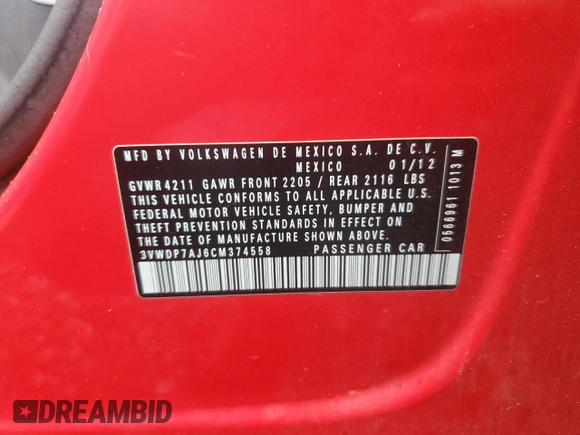 MFD BY VOLKSWAGEN DE MEXICO S.A. DE C.V.
MEXICO 01/12
GVWR 4211 GAWR FRONT 2205 / REAR 2116 LBS
THIS VEHICLE CONFORMS TO ALL APPLICABLE U.S.
FEDERAL MOTOR VEHICLE SAFETY, BUMPER AND
THEFT PREVENTION STANDARDS IN EFFECT ON
THE DATE OF MANUFACTURE SHOWN ABOVE.
3VWDP7AJ6CM374558 PASSENGER CAR
0560961 1013 M
DREAMBID